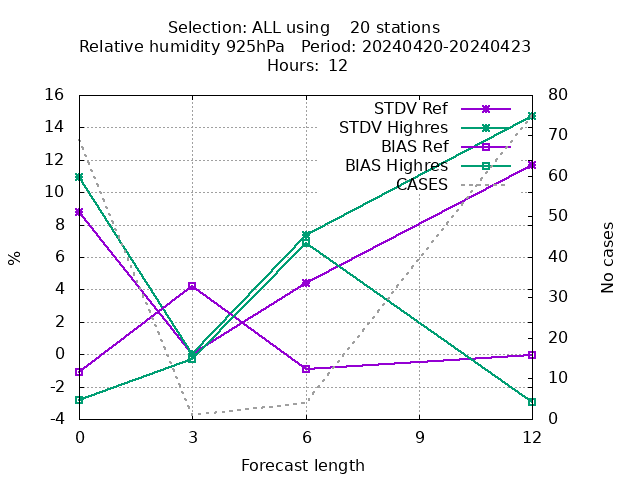 Selection: ALL using    20 stations
Relative humidity 925hPa   Period: 20240420-20240423
Hours:  12
STDV Ref
STDV Highres
BIAS Ref
BIAS Highres
CASES
16
14
12
10
8
6
4
2
0
-2
-4
%
80
70
60
50
40
30
20
10
0
No cases
0 3 6 9 12
Forecast length